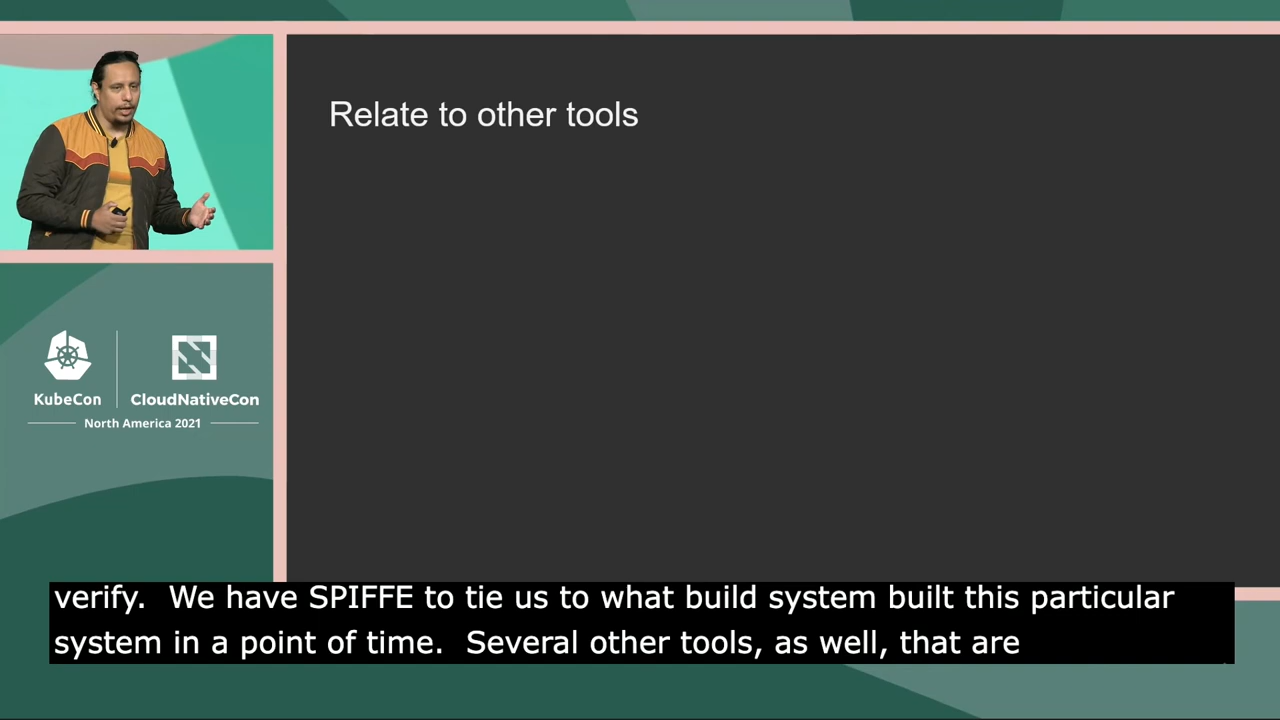 Relate to other tools
KubeCon
CloudNativeCon
North America 2021
verify.  We have SPIFFE to tie us to what build system built this particular
system in a point of time.  Several other tools, as well, that are